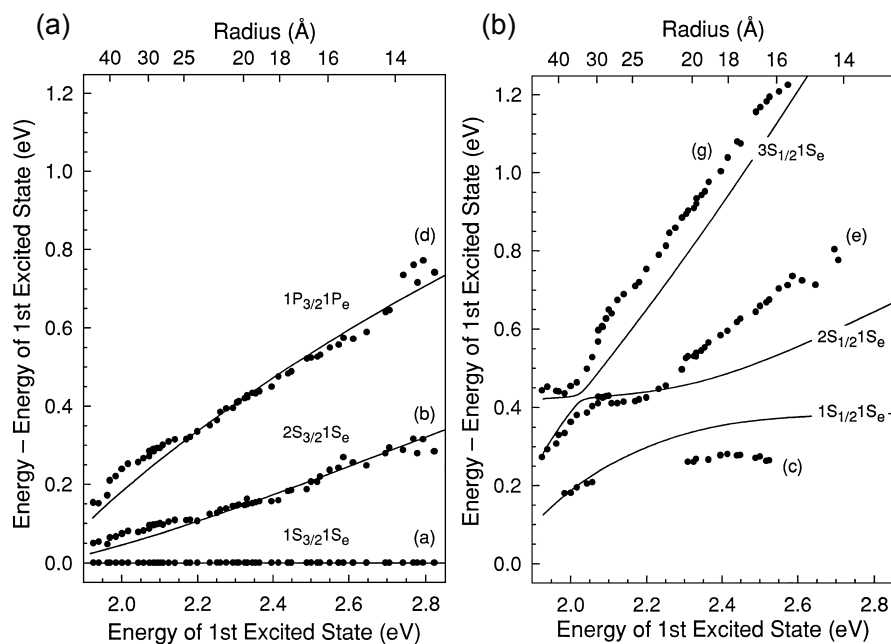 (a)
Radius (Å)
40 30 25 20 18 16 14
Energy – Energy of 1st Excited State (eV)
1.2
1.0
0.8
0.6
0.4
0.2
0.0
(d)
1P3/21Pe
(b)
2S3/21Se
1S3/21Se
(a)
2.0 2.2 2.4 2.6 2.8
Energy of 1st Excited State (eV)
(b)
Radius (Å)
40 30 25 20 18 16 14
Energy – Energy of 1st Excited State (eV)
1.2
1.0
0.8
0.6
0.4
0.2
0.0
(g)
3S1/21Se
(e)
2S1/21Se
1S1/21Se
(c)
2.0 2.2 2.4 2.6 2.8
Energy of 1st Excited State (eV)